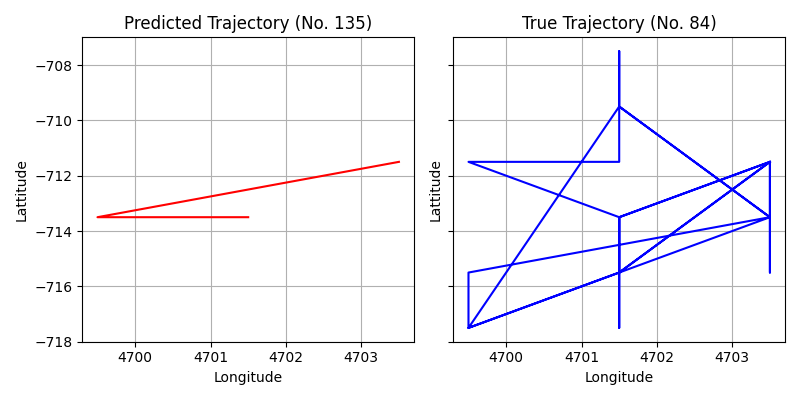 Predicted Trajectory (No. 135)
Lattitude
−708
−710
−712
−714
−716
−718
4700
4701
4702
4703
Longitude
True Trajectory (No. 84)
Lattitude
4700
4701
4702
4703
Longitude